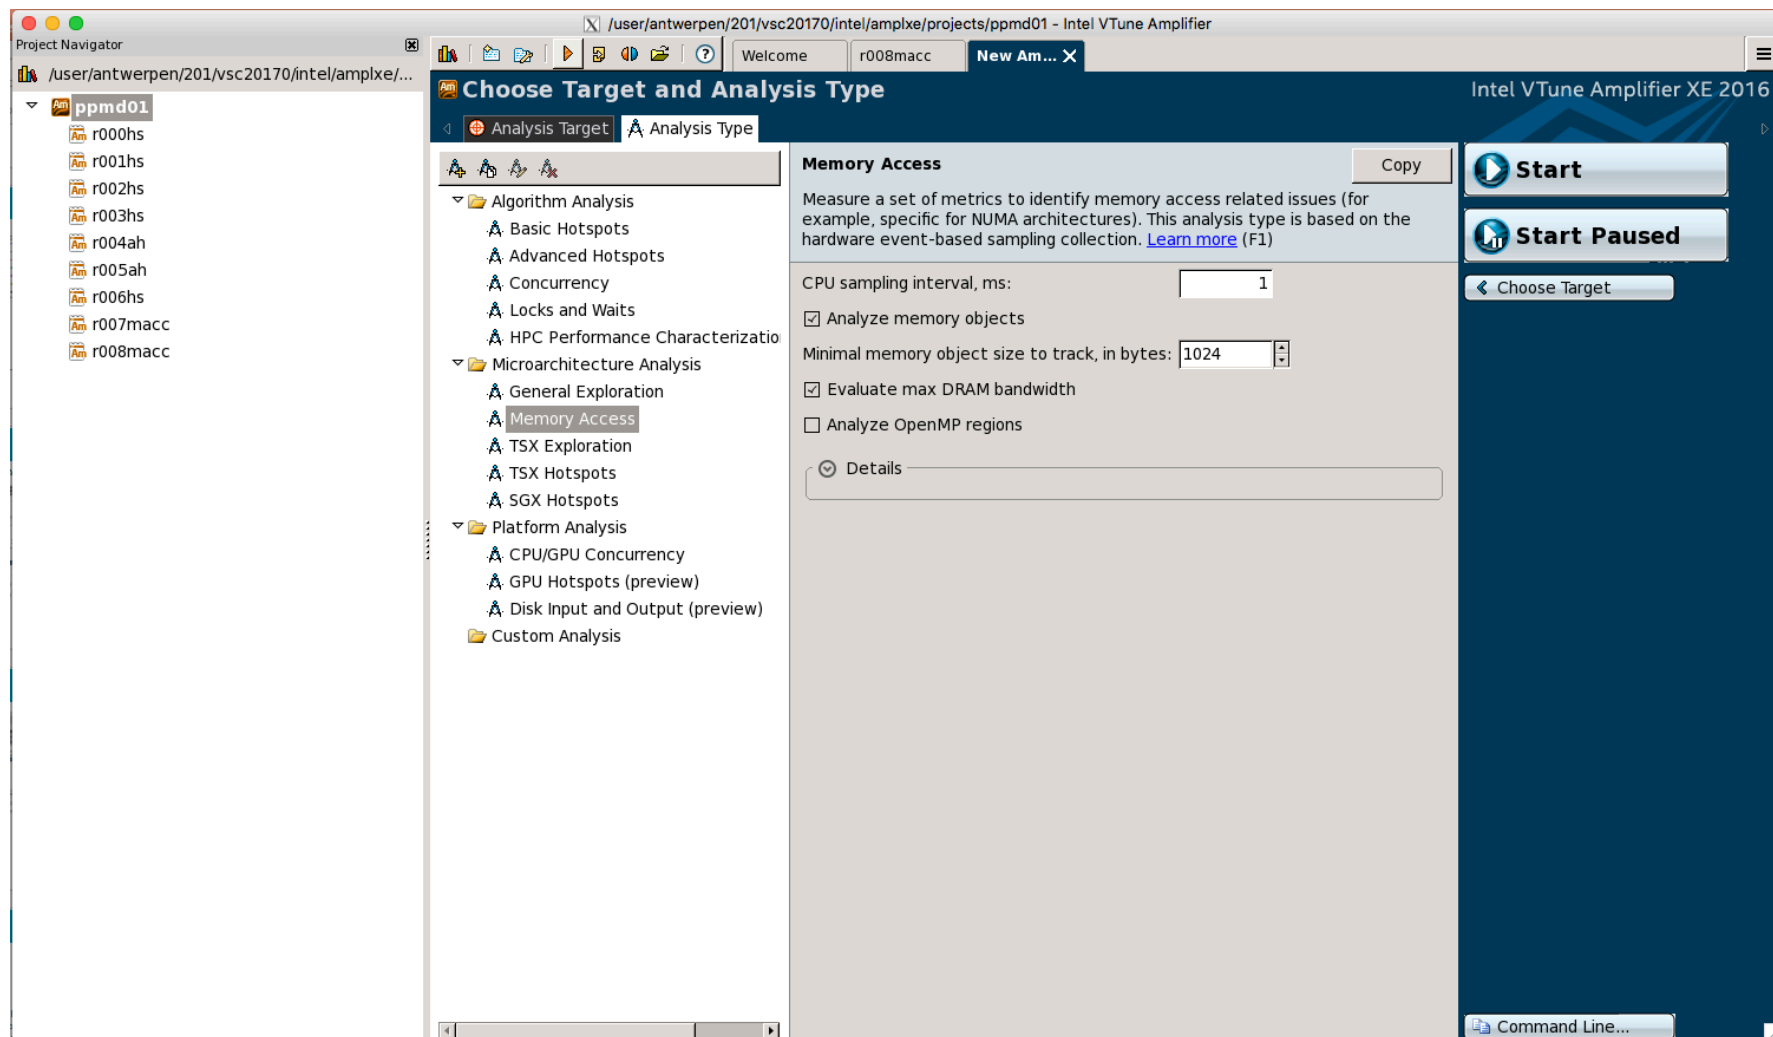 /user/antwerpen/201/vsc20170/intel/amplxe/projects/ppmd01 - Intel VTune Amplifier
Project Navigator
/user/antwerpen/201/vsc20170/intel/amplxe/...
ppmd01
r000hs
r001hs
r002hs
r003hs
r004ah
r005ah
r006hs
r007macc
r008macc
Welcome
r008macc
New Am...
Choose Target and Analysis Type
Intel VTune Amplifier XE 2016
Analysis Target
Analysis Type
Algorithm Analysis
Basic Hotspots
Advanced Hotspots
Concurrency
Locks and Waits
HPC Performance Characterizatio
Microarchitecture Analysis
General Exploration
Memory Access
TSX Exploration
TSX Hotspots
SGX Hotspots
Platform Analysis
CPU/GPU Concurrency
GPU Hotspots (preview)
Disk Input and Output (preview)
Custom Analysis
Memory Access
Copy
Measure a set of metrics to identify memory access related issues (for
example, specific for NUMA architectures). This analysis type is based on the
hardware event-based sampling collection. Learn more (F1)
CPU sampling interval, ms: 1
Analyze memory objects
Minimal memory object size to track, in bytes: 1024
Evaluate max DRAM bandwidth
Analyze OpenMP regions
Details
Start
Start Paused
Choose Target
Command Line...